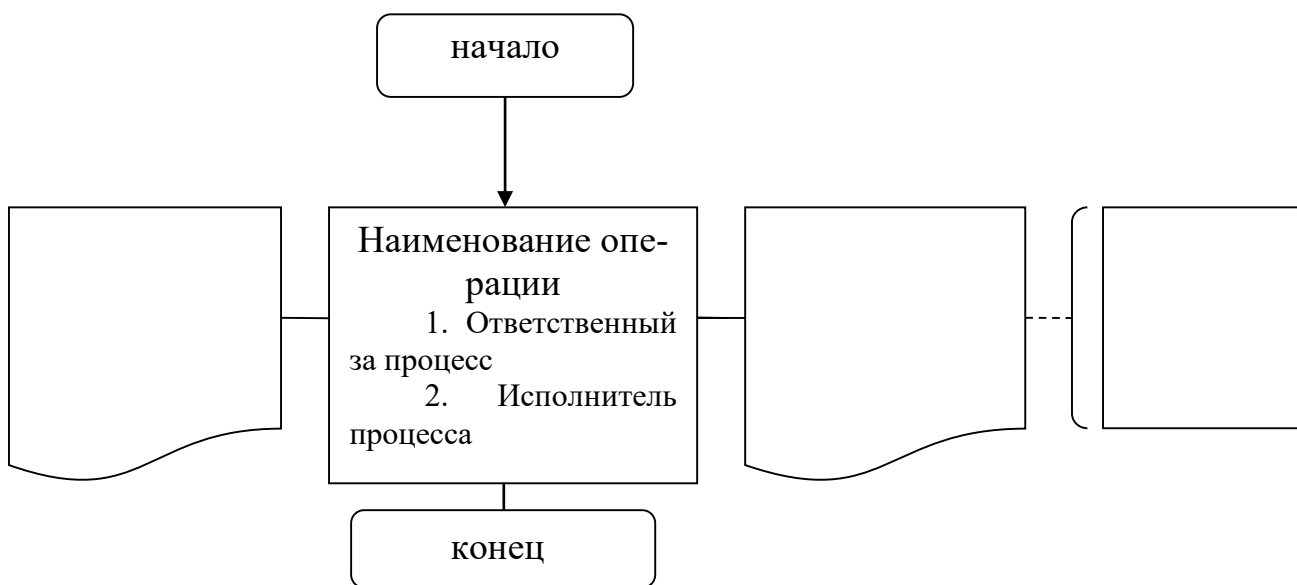 начало
Наименование опе-
рации
1. Ответственный
за процесс
2. Исполнитель
процесса
конец